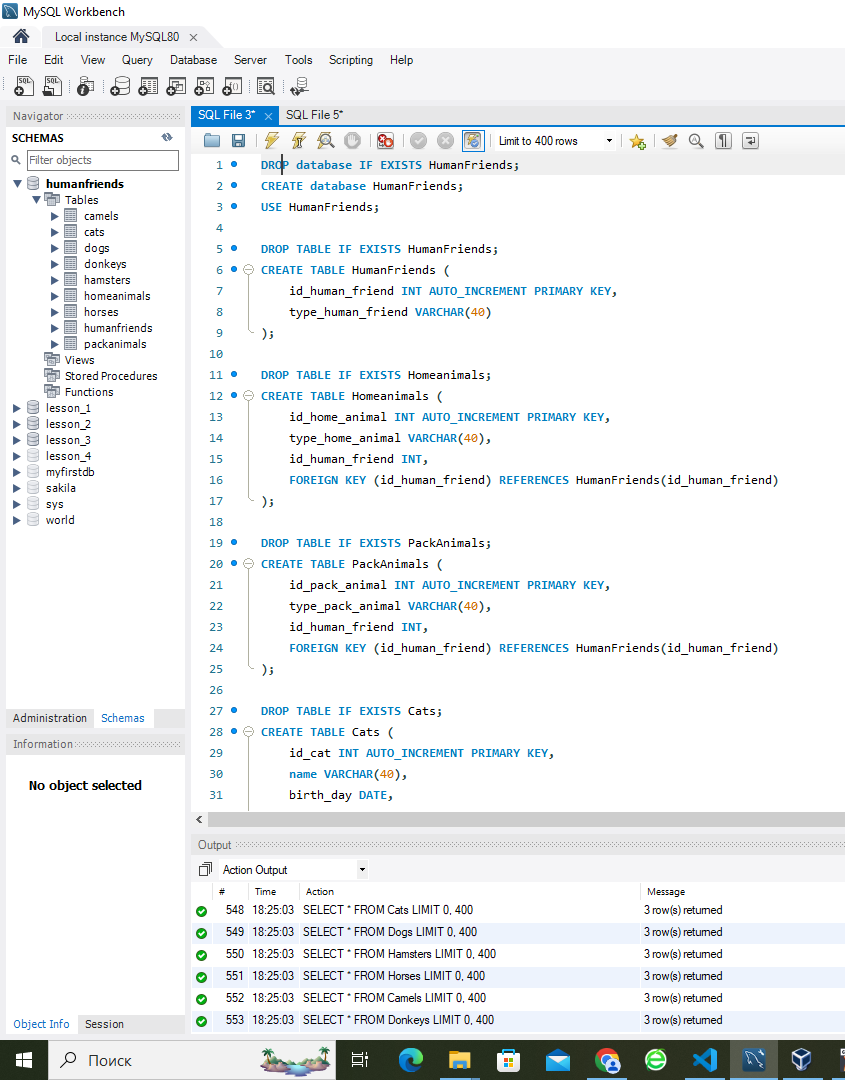 MySQL Workbench
Local instance MySQL80
File Edit View Query Database Server Tools Scripting Help
Navigator
SCHEMAS
Filter objects
humanfriends
Tables
camels
cats
dogs
donkeys
hamsters
homeanimals
horses
humanfriends
packanimals
Views
Stored Procedures
Functions
lesson_1
lesson_2
lesson_3
lesson_4
myfirstdb
sakila
sys
world
Administration Schemas
Information
No object selected
Object Info Session
SQL File 3* SQL File 5*
Limit to 400 rows
1 DROP database IF EXISTS HumanFriends;
2 CREATE database HumanFriends;
3 USE HumanFriends;
4
5 DROP TABLE IF EXISTS HumanFriends;
6 CREATE TABLE HumanFriends (
7 id_human_friend INT AUTO_INCREMENT PRIMARY KEY,
8 type_human_friend VARCHAR(40)
9 );
10
11 DROP TABLE IF EXISTS Homeanimals;
12 CREATE TABLE Homeanimals (
13 id_home_animal INT AUTO_INCREMENT PRIMARY KEY,
14 type_home_animal VARCHAR(40),
15 id_human_friend INT,
16 FOREIGN KEY (id_human_friend) REFERENCES HumanFriends(id_human_friend)
17 );
18
19 DROP TABLE IF EXISTS PackAnimals;
20 CREATE TABLE PackAnimals (
21 id_pack_animal INT AUTO_INCREMENT PRIMARY KEY,
22 type_pack_animal VARCHAR(40),
23 id_human_friend INT,
24 FOREIGN KEY (id_human_friend) REFERENCES HumanFriends(id_human_friend)
25 );
26
27 DROP TABLE IF EXISTS Cats;
28 CREATE TABLE Cats (
29 id_cat INT AUTO_INCREMENT PRIMARY KEY,
30 name VARCHAR(40),
31 birth_day DATE,
Output
Action Output
# Time Action Message
548 18:25:03 SELECT * FROM Cats LIMIT 0, 400 3 row(s) returned
549 18:25:03 SELECT * FROM Dogs LIMIT 0, 400 3 row(s) returned
550 18:25:03 SELECT * FROM Hamsters LIMIT 0, 400 3 row(s) returned
551 18:25:03 SELECT * FROM Horses LIMIT 0, 400 3 row(s) returned
552 18:25:03 SELECT * FROM Camels LIMIT 0, 400 3 row(s) returned
553 18:25:03 SELECT * FROM Donkeys LIMIT 0, 400 3 row(s) returned
Поиск